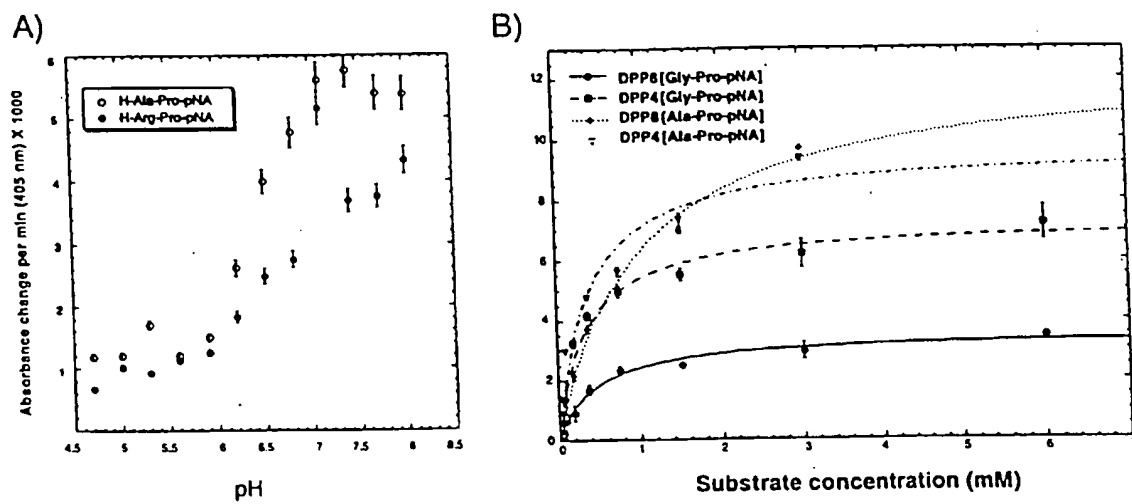 A)
Absorbance change per min (405 nm) X 1000
6
5
4
3
2
1
H-Ala-Pro-pNA
H-Arg-Pro-pNA
4.5 5 5.5 6 6.5 7 7.5 8 8.5
pH
B)
12
10
8
6
4
2
0
DPP8[Gly-Pro-pNA]
DPP4[Gly-Pro-pNA]
DPP8[Ala-Pro-pNA]
DPP4[Ala-Pro-pNA]
0 2 4 6
Substrate concentration (mM)